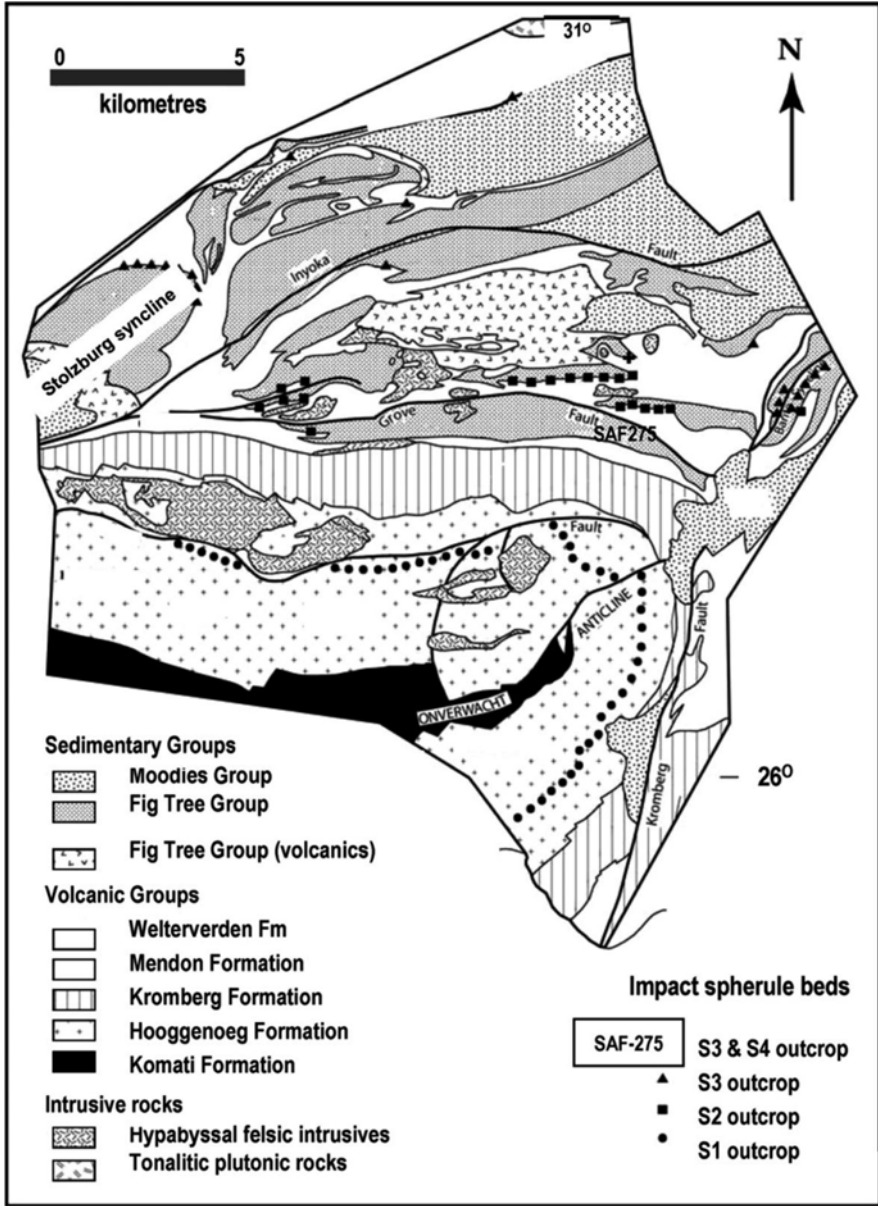 0 5
kilometres
31O
N
Fault
Inyoka
Stolzburg syncline
Grove
Fault
SAF275
Fault
ANTICLINE
ONVERWACHT
Fault
Kromberg
26O
Sedimentary Groups
Moodies Group
Fig Tree Group
Fig Tree Group (volcanics)
Volcanic Groups
Welterverden Fm
Mendon Formation
Kromberg Formation
Hooggenoeg Formation
Komati Formation
Intrusive rocks
Hypabyssal felsic intrusives
Tonalitic plutonic rocks
Impact spherule beds
SAF-275 S3 & S4 outcrop
S3 outcrop
S2 outcrop
S1 outcrop